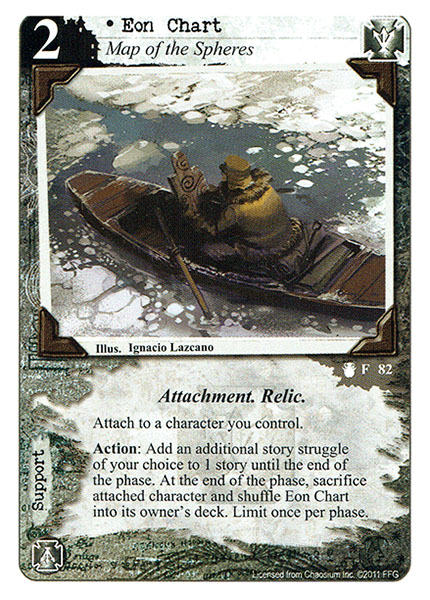 2
• Eon Chart
Map of the Spheres
Illus. Ignacio Lazcano
F 82
Attachment. Relic.
Attach to a character you control.
Action: Add an additional story struggle
of your choice to 1 story until the end of
the phase. At the end of the phase, sacrifice
attached character and shuffle Eon Chart
into its owner's deck. Limit once per phase.
Support
Licensed from Chaosium Inc. ©2011 FFG